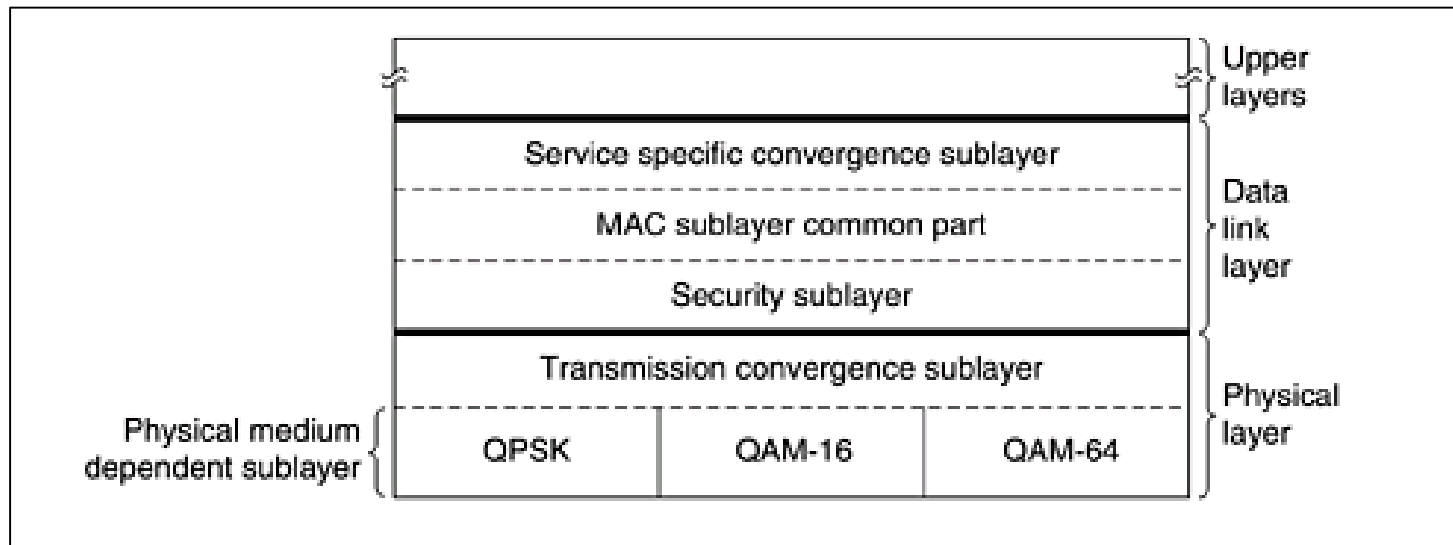 Upper
layers
Service specific convergence sublayer
MAC sublayer common part
Security sublayer
Data
link
layer
Transmission convergence sublayer
Physical medium
dependent sublayer
QPSK
QAM-16
QAM-64
Physical
layer